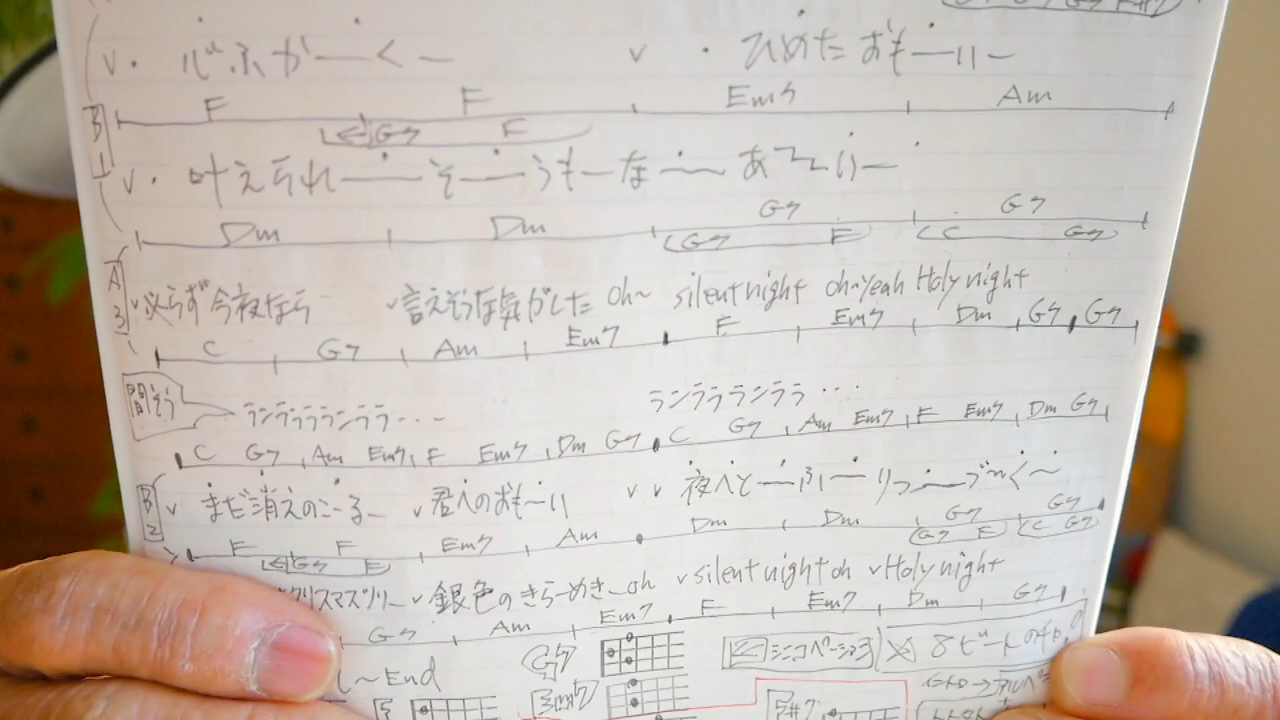 心ふかーく ー ひめた おもーいー
F F Em7 Am
B1
← G7 F
叶えられーそーうもーなーあーいー
Dm Dm G7 G7
G7 F C G7
A3
必らず今夜なら 言えそうな気がした Oh~ silent night oh~Yeah Holy night
C G7 Am Em7 F Em7 Dm G7 G7
間そう ランララランララ・・・ ランララランララ・・・
C G7 Am Em7 F Em7 Dm G7 C G7 Am Em7 F Em7 Dm G7
B2
まだ消えのこーるー 君へのおもーい 夜へとーふーりつーづーくー
F F Em7 Am Dm Dm G7 G7
← G7 F G7 F C G7
クリスマスツリー 銀色のきらーめきー oh silent night oh Holy night
G7 Am Em7 F Em7 Dm G7
~End G7 シンコペーション 8ビート
Em7 F#7